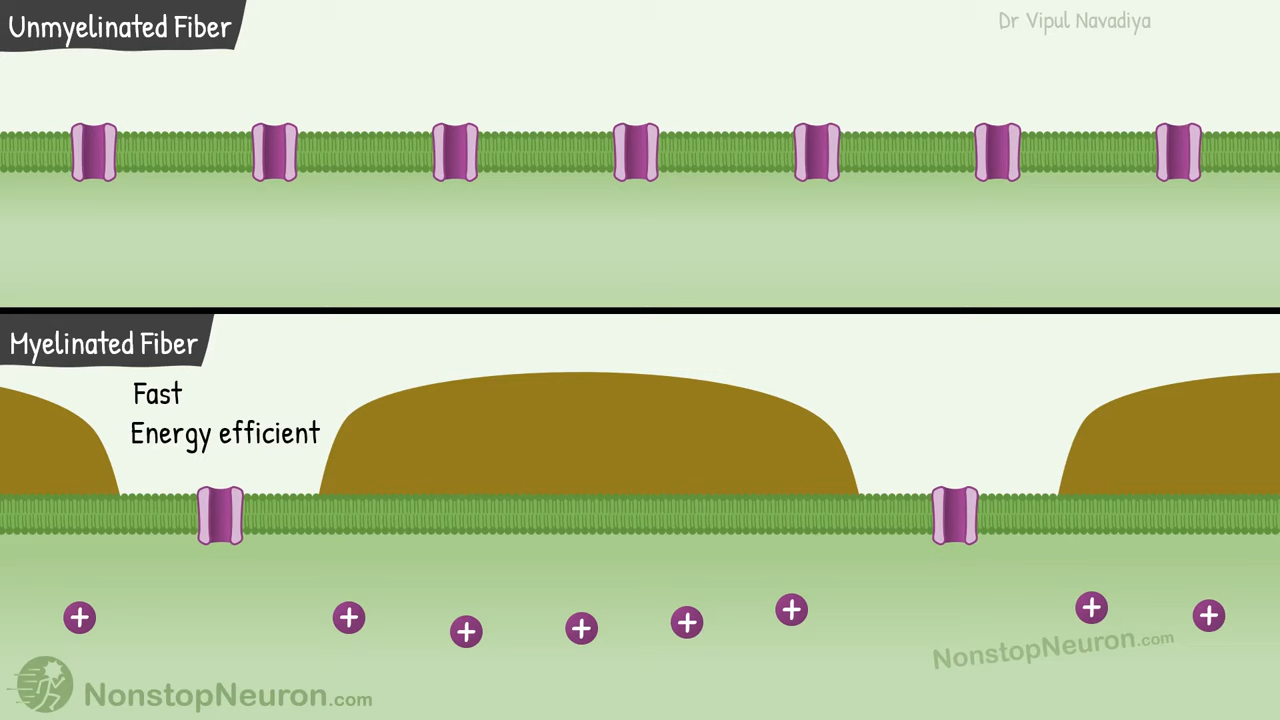 Unmyelinated Fiber
Dr Vipul Navadiya
Myelinated Fiber
Fast
Energy efficient
+ + + + + + + +
NonstopNeuron.com
NonstopNeuron.com